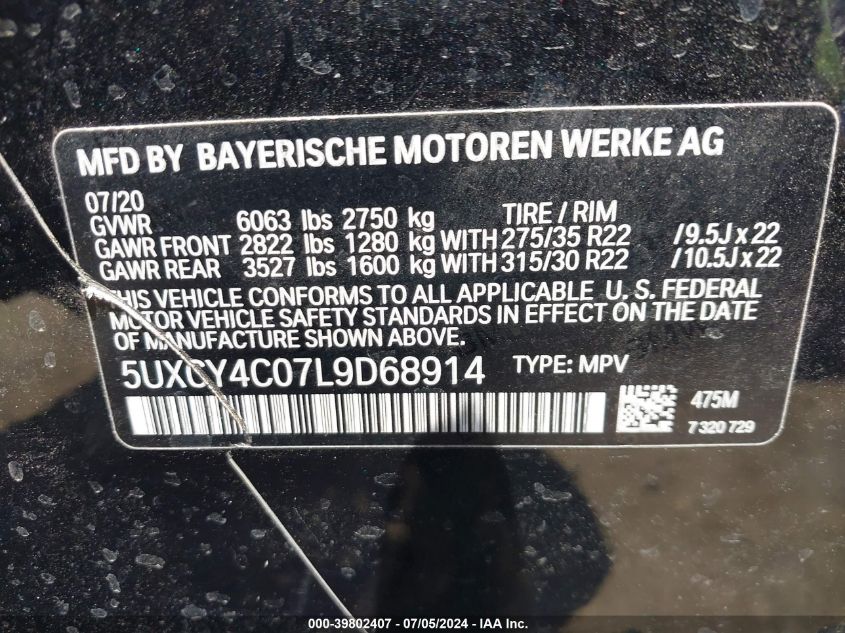 MFD BY BAYERISCHE MOTOREN WERKE AG
07/20
GVWR 6063 lbs 2750 kg TIRE / RIM
GAWR FRONT 2822 lbs 1280 kg WITH 275/35 R22 /9.5J x 22
GAWR REAR 3527 lbs 1600 kg WITH 315/30 R22 /10.5J x 22
THIS VEHICLE CONFORMS TO ALL APPLICABLE U. S. FEDERAL
MOTOR VEHICLE SAFETY STANDARDS IN EFFECT ON THE DATE
OF MANUFACTURE SHOWN ABOVE.
5UXCY4C07L9D68914 TYPE: MPV
475M
7 320 729
000-39802407 / 07/05/2024 - IAA Inc.